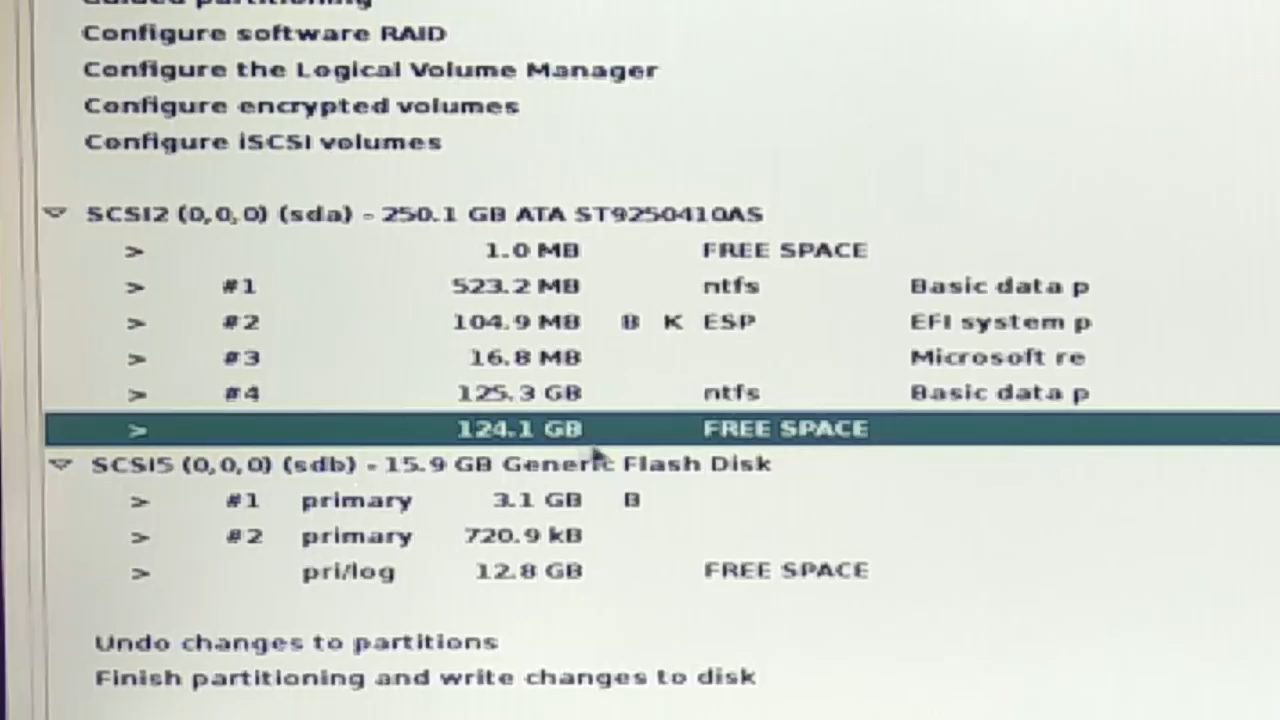 Guided partitioning
Configure software RAID
Configure the Logical Volume Manager
Configure encrypted volumes
Configure iSCSI volumes
SCSI2 (0,0,0) (sda) - 250.1 GB ATA ST9250410AS
> 1.0 MB FREE SPACE
> #1 523.2 MB ntfs Basic data p
> #2 104.9 MB B K ESP EFI system p
> #3 16.8 MB Microsoft re
> #4 125.3 GB ntfs Basic data p
> 124.1 GB FREE SPACE
SCSI5 (0,0,0) (sdb) - 15.9 GB Generic Flash Disk
> #1 primary 3.1 GB B
> #2 primary 720.9 kB
> pri/log 12.8 GB FREE SPACE
Undo changes to partitions
Finish partitioning and write changes to disk